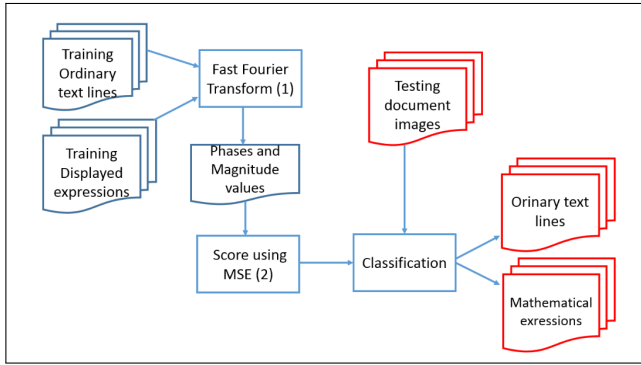 Training
Ordinary
text lines
Training
Displayed
expressions
Fast Fourier
Transform (1)
Phases and
Magnitude
values
Score using
MSE (2)
Testing
document
images
Classification
Orinary text
lines
Mathematical
exressions